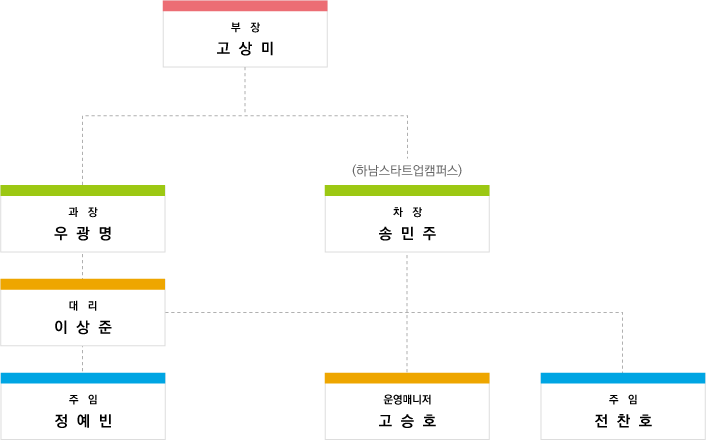 부 장
고 상 미
(하남스타트업캠퍼스)
과 장
우 광 명
차 장
송 민 주
대 리
이 상 준
주 임
정 예 빈
운영매니저
고 승 호
주 임
전 찬 호